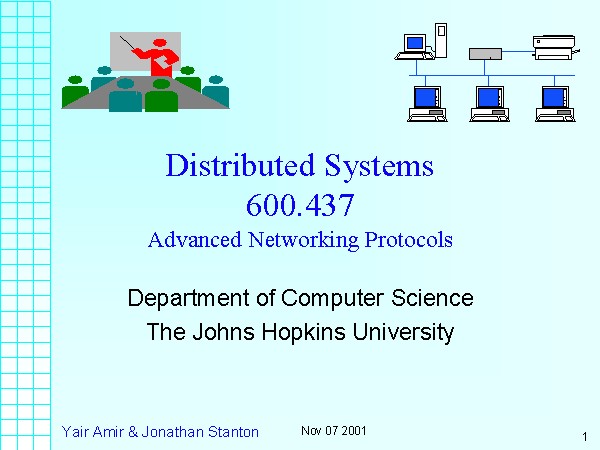 Distributed Systems
600.437
Advanced Networking Protocols
Department of Computer Science
The Johns Hopkins University
Yair Amir & Jonathan Stanton
Nov 07 2001
1